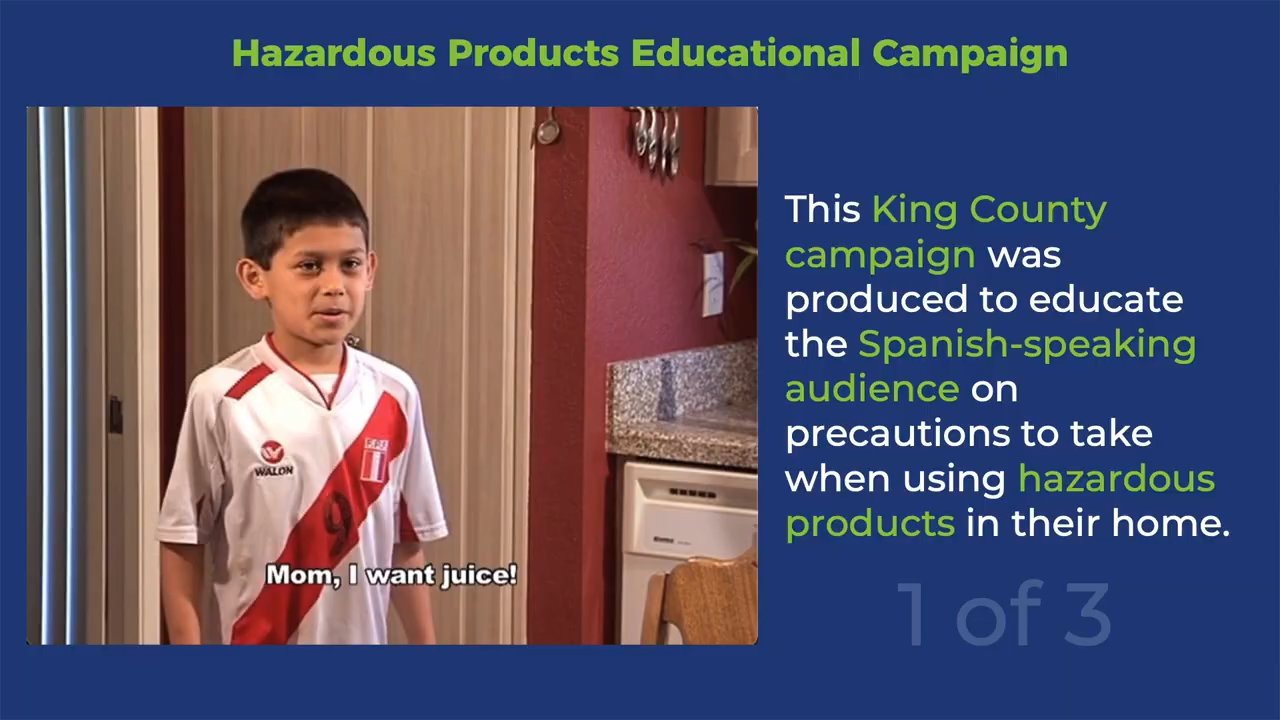 Hazardous Products Educational Campaign
WALON
F.P.F
9
Mom, I want juice!
This King County
campaign was
produced to educate
the Spanish-speaking
audience on
precautions to take
when using hazardous
products in their home.
1 of 3